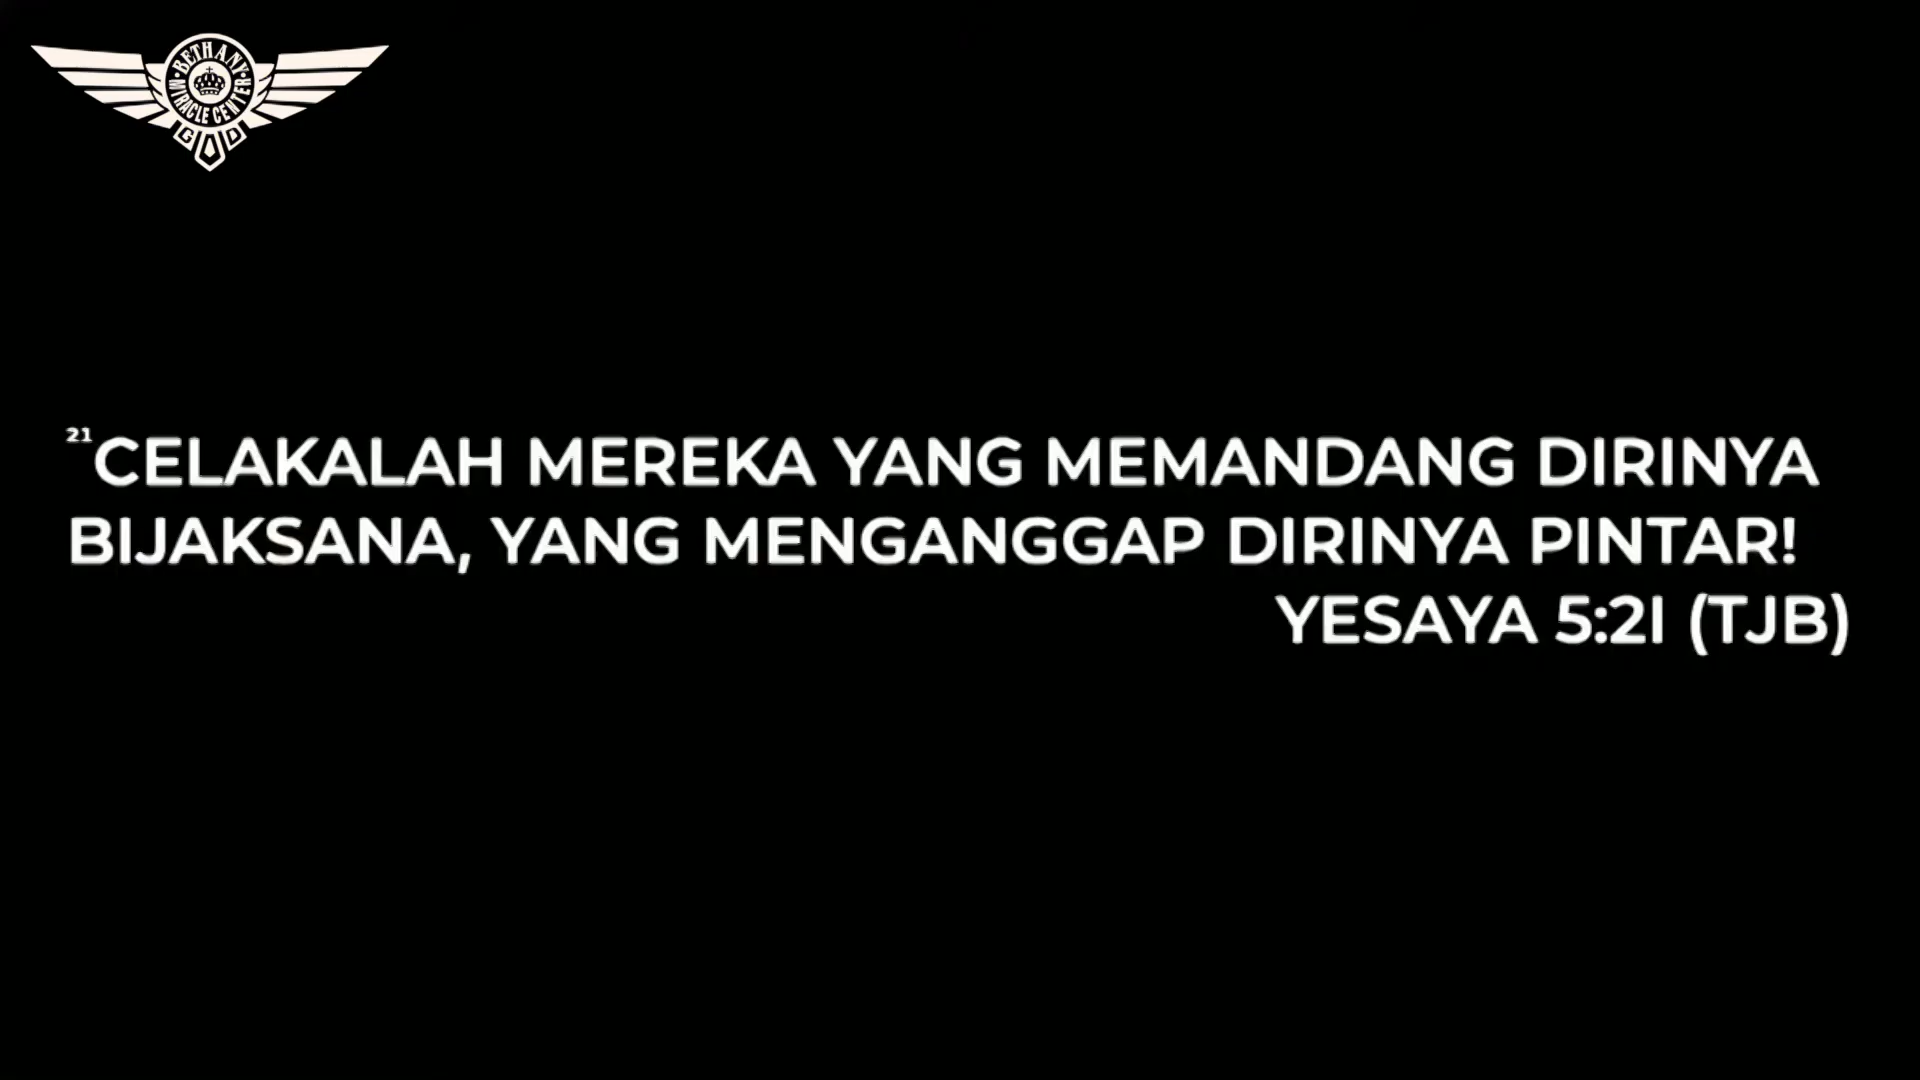 BETHANY
MIRACLE CENTER
GOD
²¹CELAKALAH MEREKA YANG MEMANDANG DIRINYA
BIJAKSANA, YANG MENGANGGAP DIRINYA PINTAR!
YESAYA 5:21 (TJB)